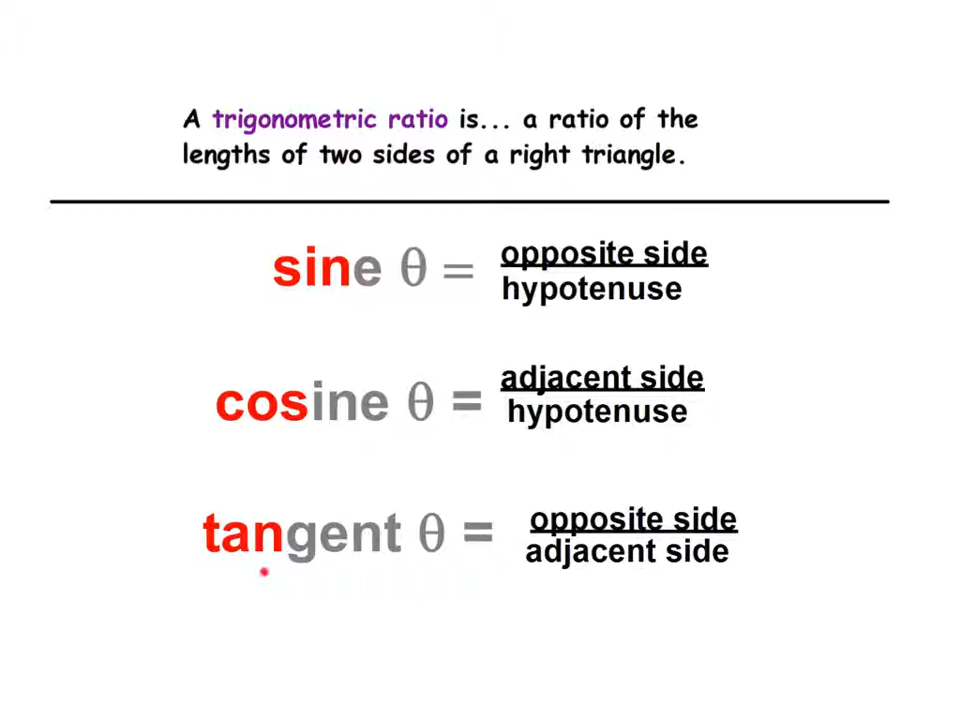 A trigonometric ratio is... a ratio of the
lengths of two sides of a right triangle.
sine θ = opposite side
hypotenuse
cosine θ = adjacent side
hypotenuse
tangent θ = opposite side
adjacent side